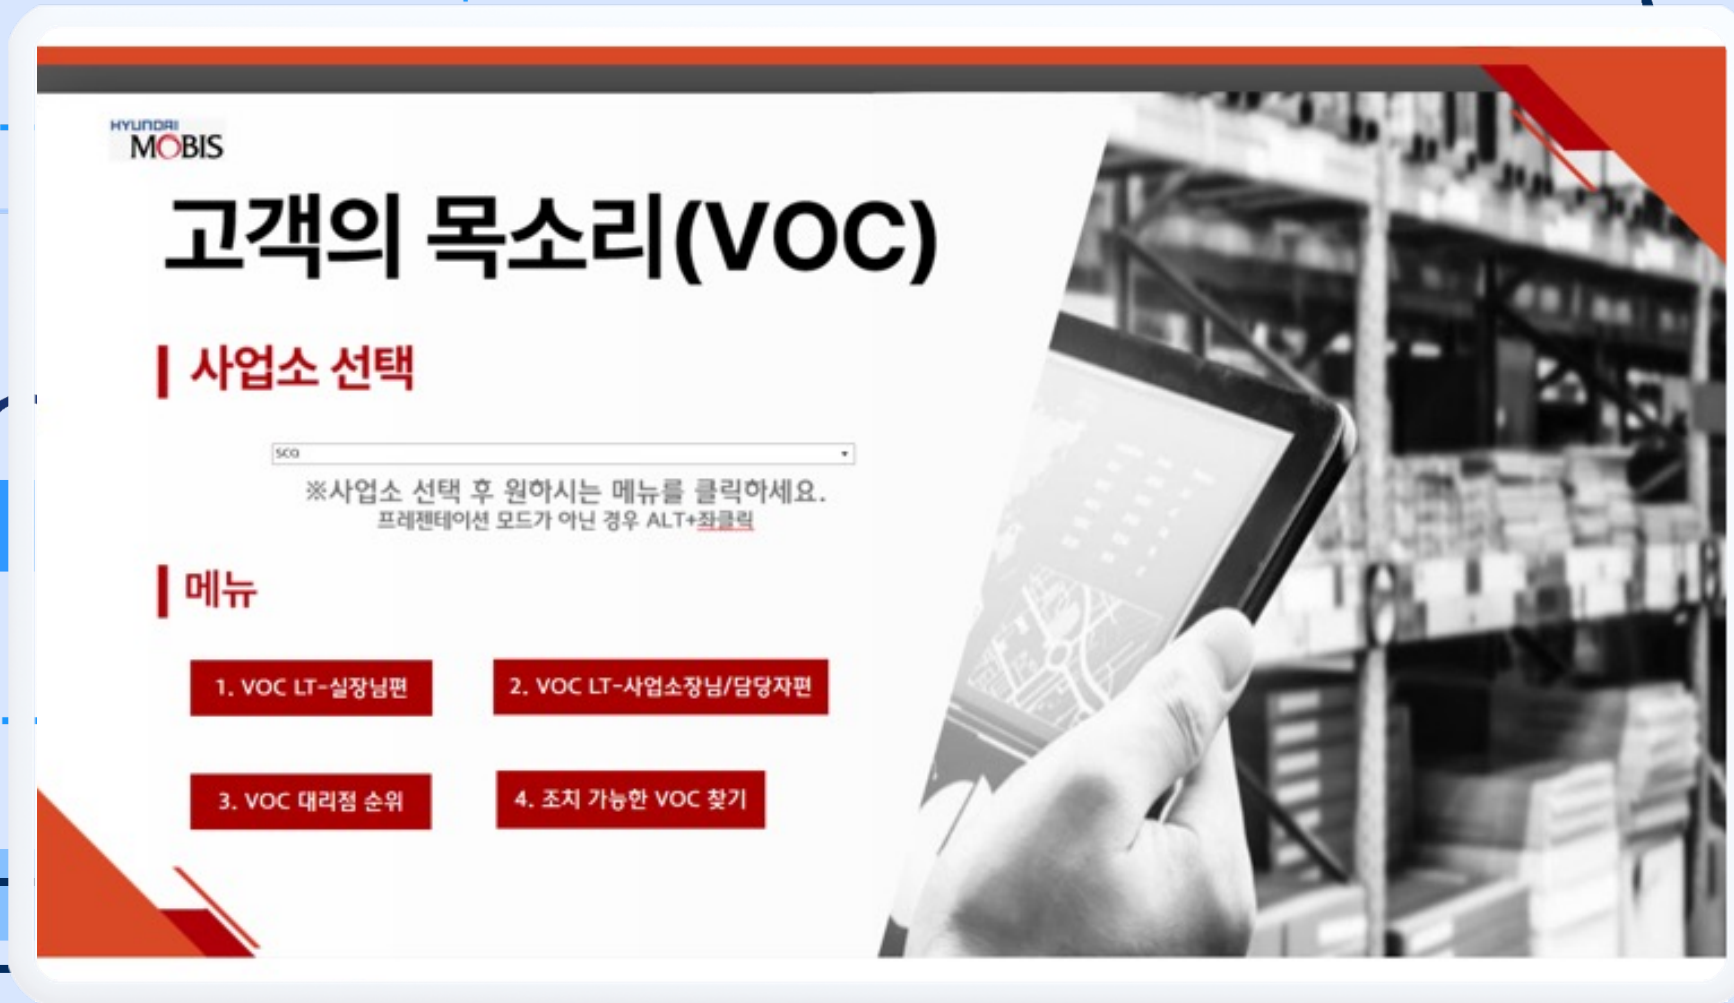 HYUNDAI
MOBIS
고객의 목소리(VOC)
사업소 선택
※사업소 선택 후 원하시는 메뉴를 클릭하세요.
프레젠테이션 모드가 아닌 경우 ALT+좌클릭
메뉴
1. VOC LT-실장님편
2. VOC LT-사업소장님/담당자편
3. VOC 대리점 순위
4. 조치 가능한 VOC 찾기